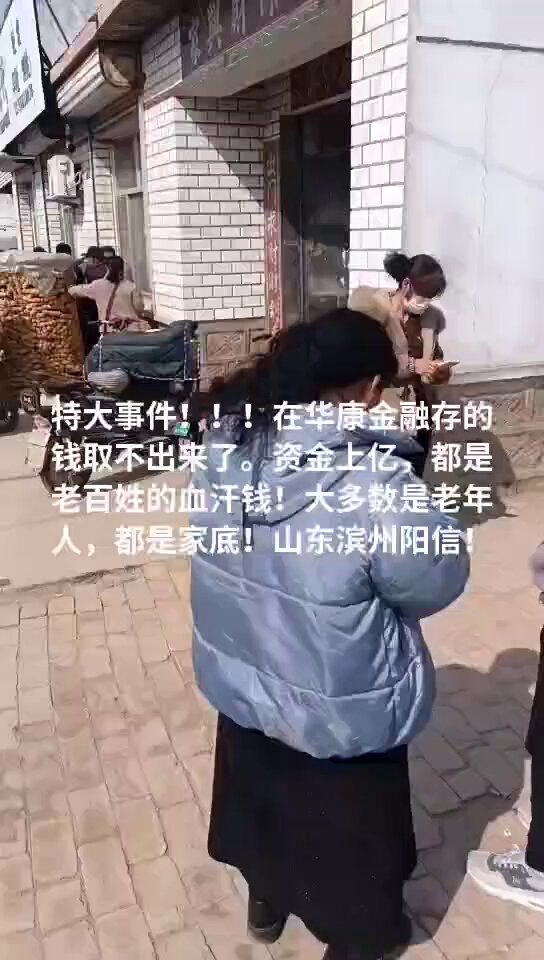 特大事件！！！在华康金融存的
钱取不出来了。资金上亿，都是
老百姓的血汗钱！大多数是老年
人，都是家底！山东滨州阳信！